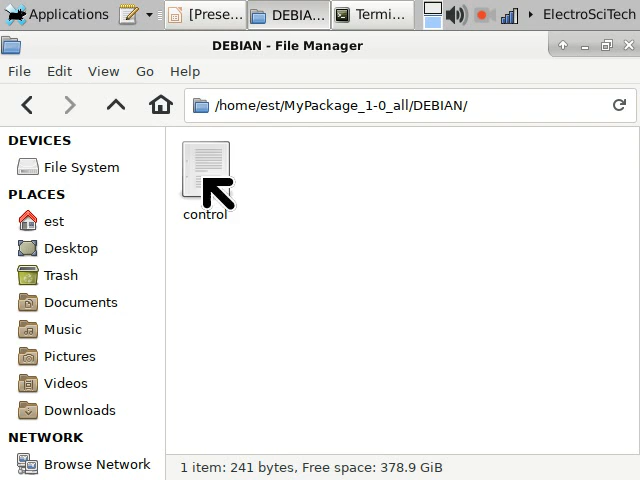 Applications [Prese... DEBIA... Termi... ElectroSciTech
DEBIAN - File Manager
File Edit View Go Help
/home/est/MyPackage_1-0_all/DEBIAN/
DEVICES
File System
PLACES
est
Desktop
Trash
Documents
Music
Pictures
Videos
Downloads
NETWORK
Browse Network
control
1 item: 241 bytes, Free space: 378.9 GiB